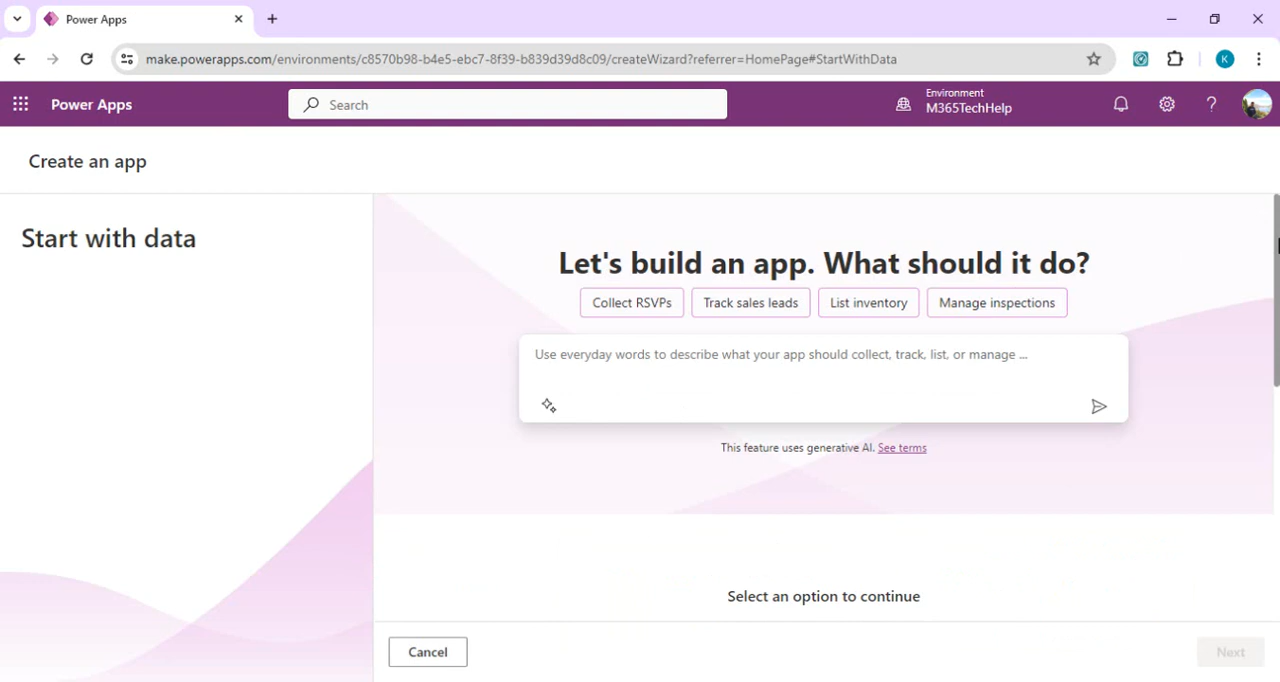 Power Apps
make.powerapps.com/environments/c8570b98-b4e5-ebc7-8f39-b839d39d8c09/createWizard?referrer=HomePage#StartWithData
K
Power Apps
Search
Environment
M365TechHelp
?
Create an app
Start with data
Let's build an app. What should it do?
Collect RSVPs
Track sales leads
List inventory
Manage inspections
Use everyday words to describe what your app should collect, track, list, or manage ...
This feature uses generative AI. See terms
Select an option to continue
Cancel
Next